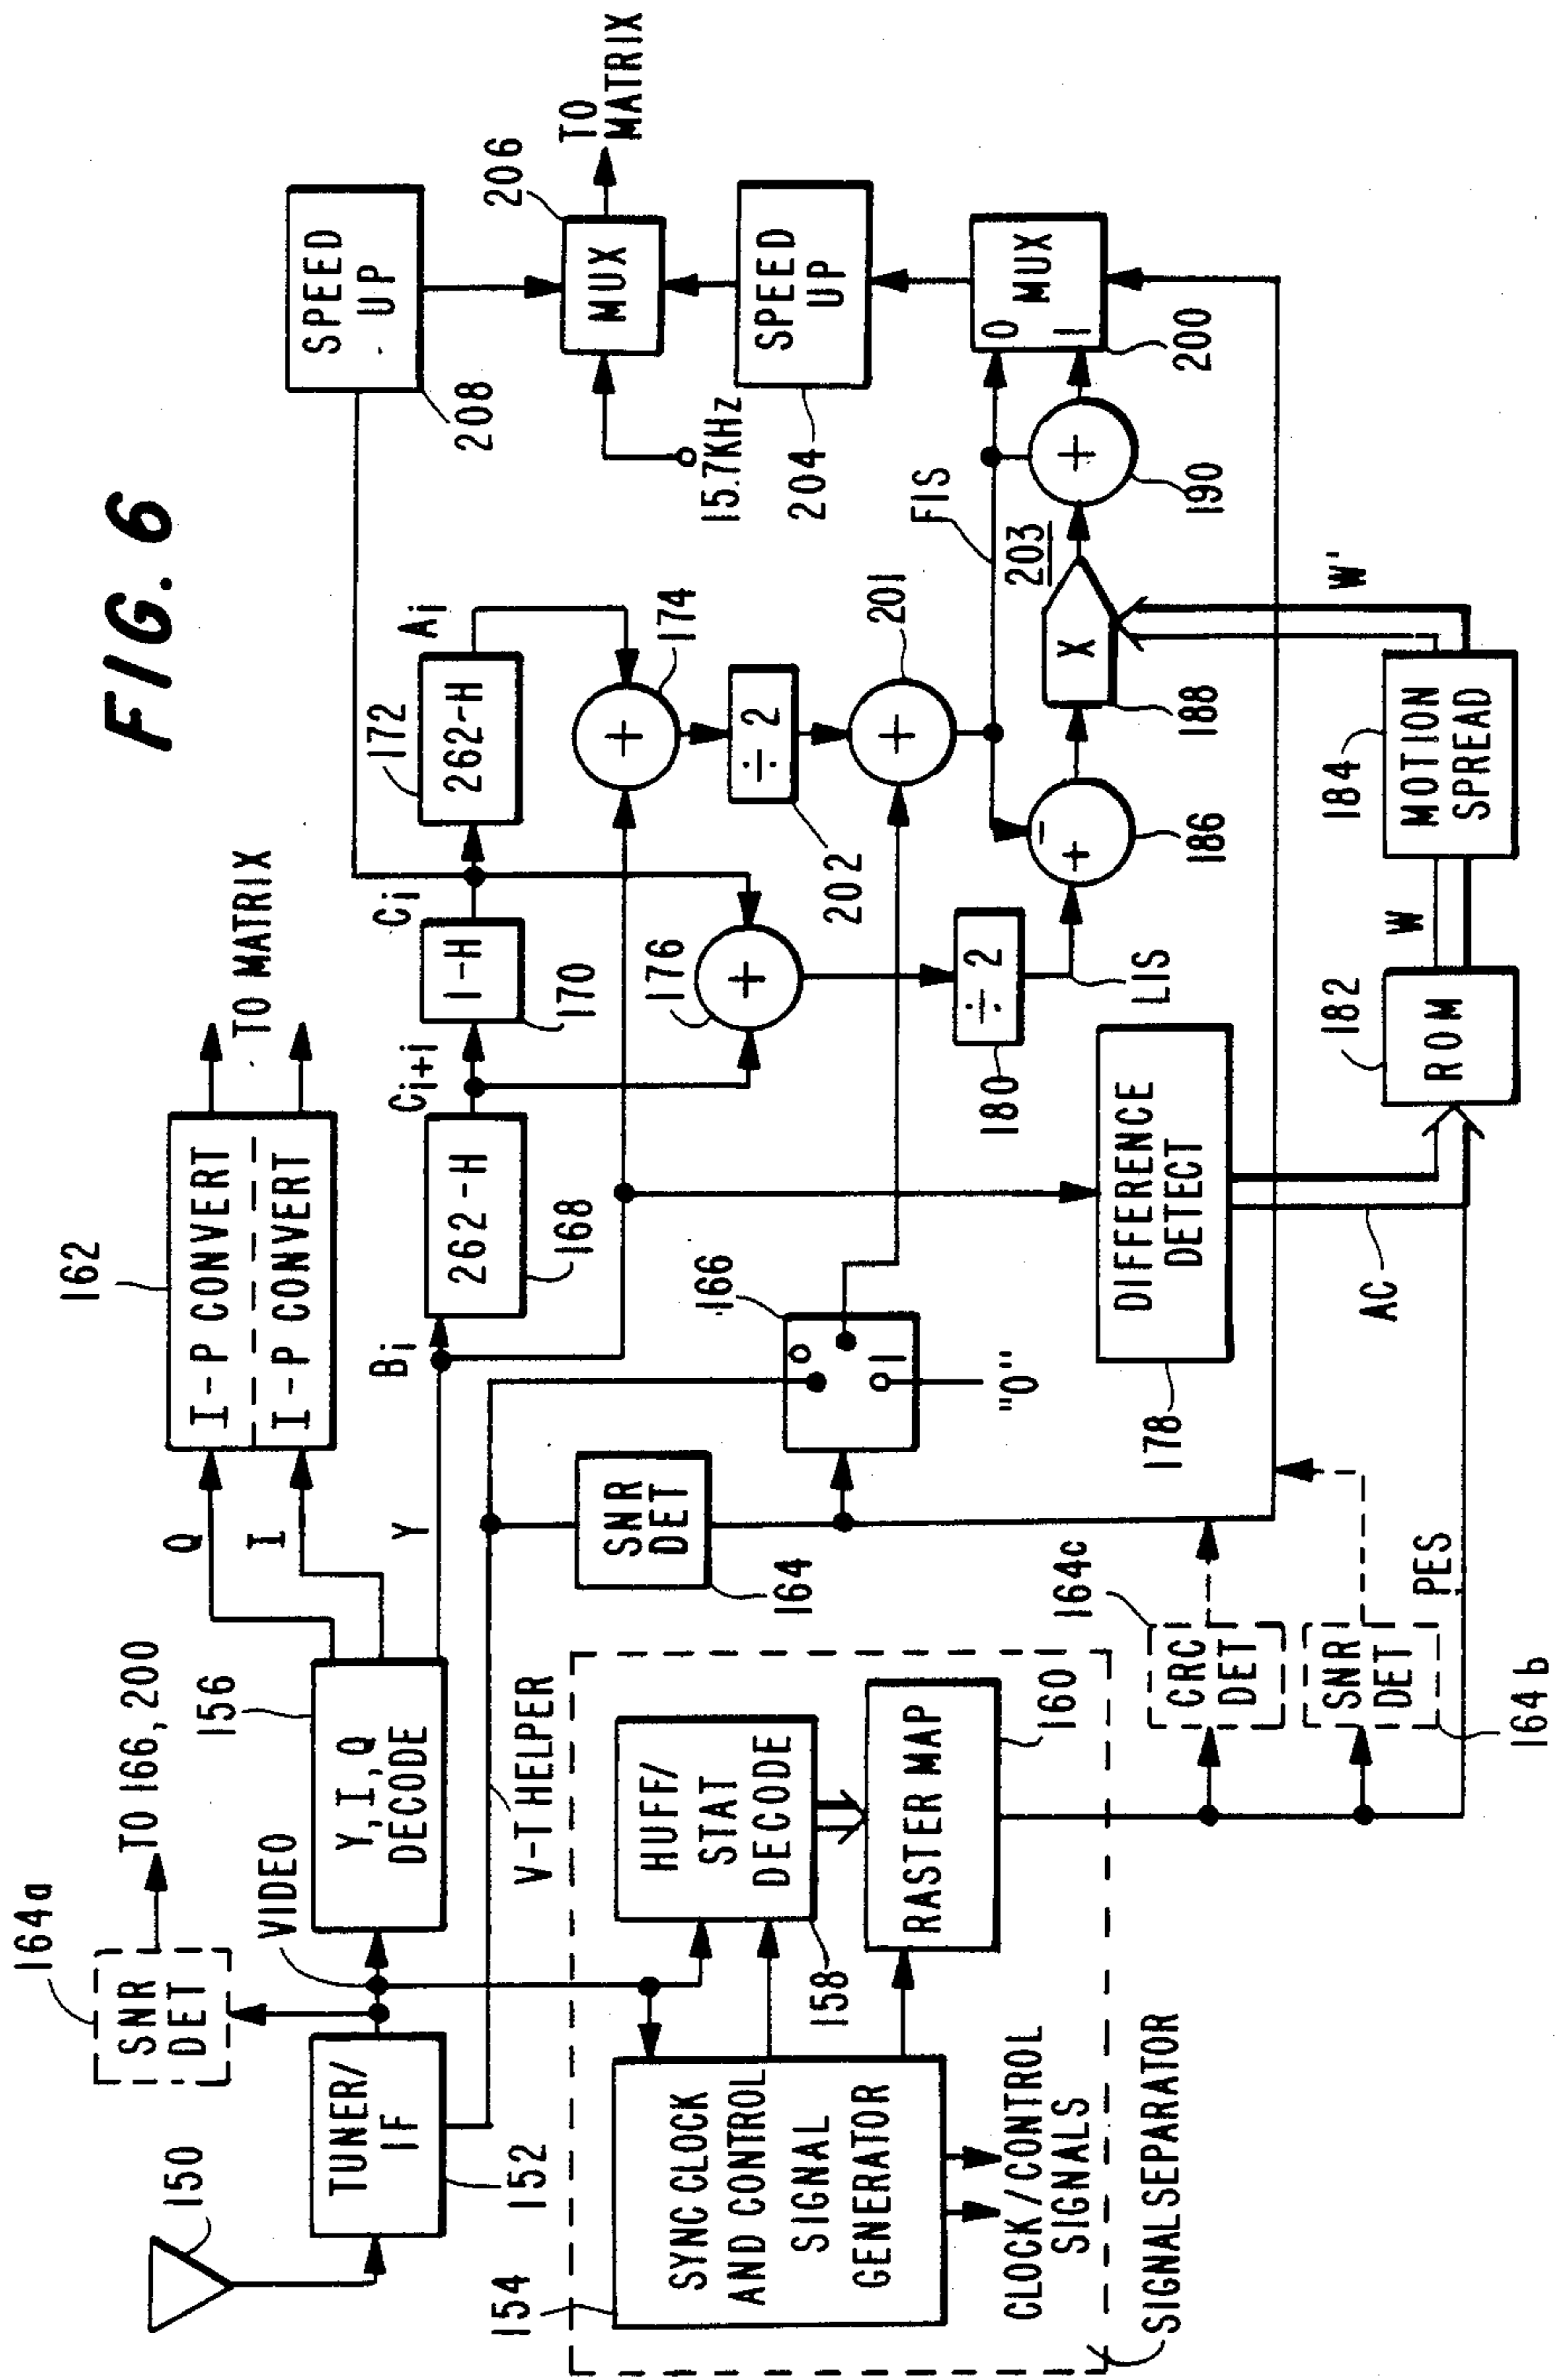 FIG. 6
150
TUNER/
IF
152
164a
SNR
DET
TO 166, 200
VIDEO
156
Y, I, Q
DECODE
Q
I
Y
162
I-P CONVERT
I-P CONVERT
TO MATRIX
Bi
262-H
168
Ci+i
1-H
170
Ci
172
262-H
Ai
174
176
÷ 2
202
201
÷ 2
180
LIS
186
FIS
203
X
188
190
SPEED
UP
208
206
MUX
TO
MATRIX
15.7KHz
SPEED
UP
204
0
1
MUX
200
V-T HELPER
SNR
DET
164
166
0
1
"0"
DIFFERENCE
DETECT
178
AC
182
ROM
W
184
MOTION
SPREAD
W'
154
SYNC CLOCK
AND CONTROL
SIGNAL
GENERATOR
CLOCK/CONTROL
SIGNALS
SIGNAL SEPARATOR
HUFF/
STAT
DECODE
158
RASTER MAP
160
164c
CRC
DET
SNR
DET
164b
PES
+
+
+
+
-
+